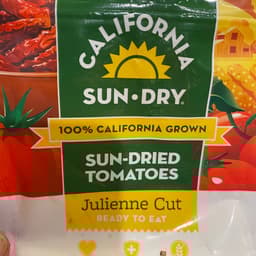 CALIFORNIA
SUN•DRY®
100% CALIFORNIA GROWN
SUN-DRIED
TOMATOES
Julienne Cut
READY TO EAT